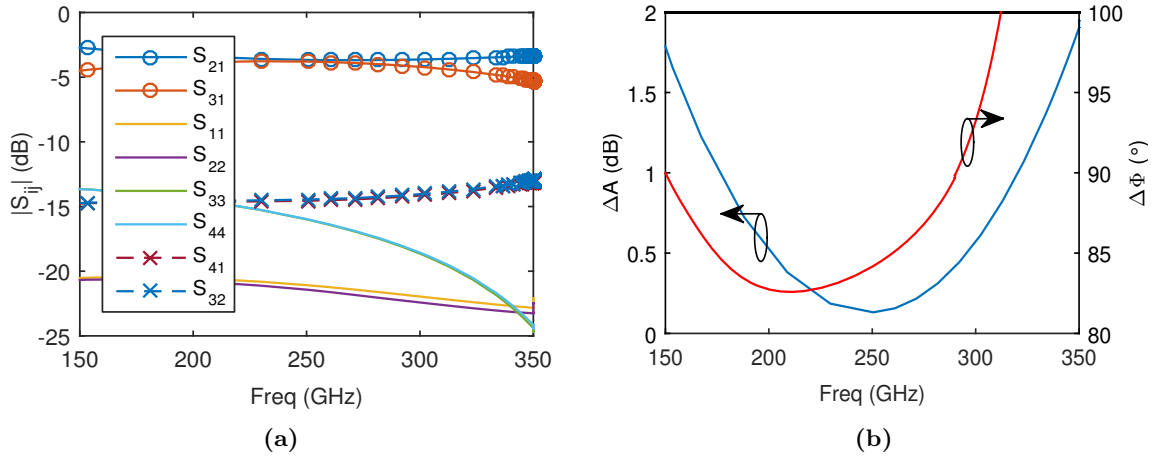 0
-5
-10
-15
-20
-25
|S_ij| (dB)
S_21
S_31
S_11
S_22
S_33
S_44
S_41
S_32
150 200 250 300 350
Freq (GHz)
(a)
2
1.5
1
0.5
0
ΔA (dB)
100
95
90
85
80
ΔΦ (°)
150 200 250 300 350
Freq (GHz)
(b)